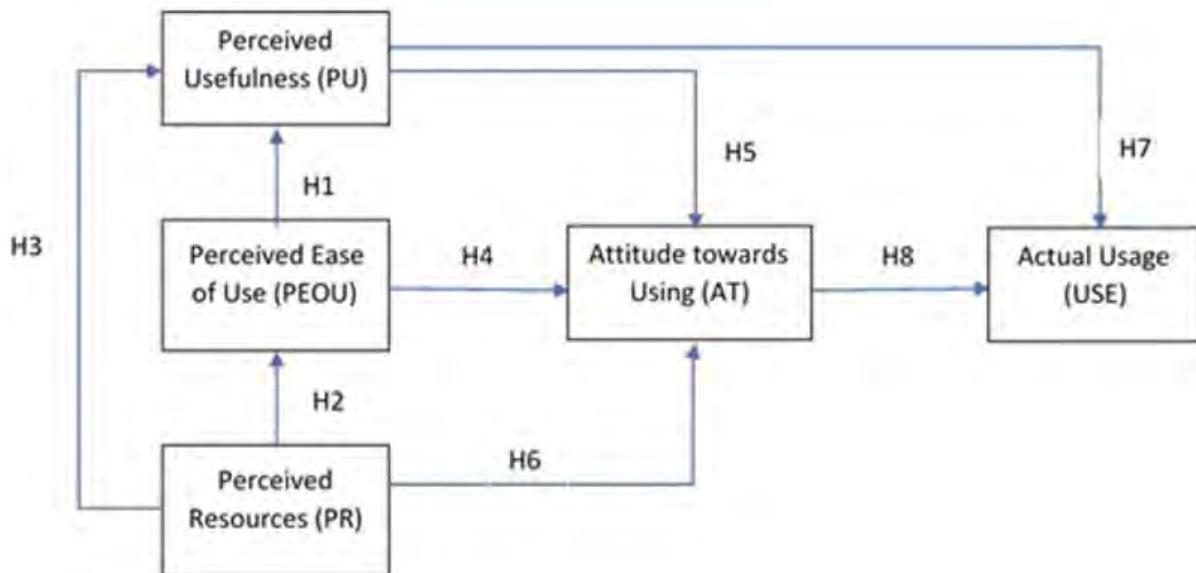 Perceived
Usefulness (PU)
H5
H7
H1
H3
Perceived Ease
of Use (PEOU)
H4
Attitude towards
Using (AT)
H8
Actual Usage
(USE)
H2
H6
Perceived
Resources (PR)